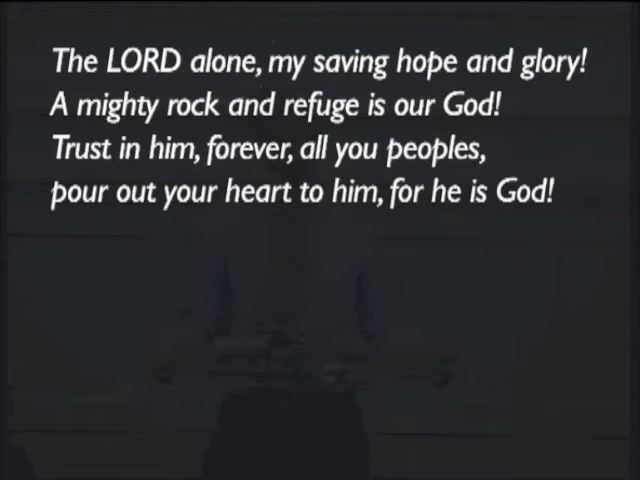 The LORD alone, my saving hope and glory!
A mighty rock and refuge is our God!
Trust in him, forever, all you peoples,
pour out your heart to him, for he is God!